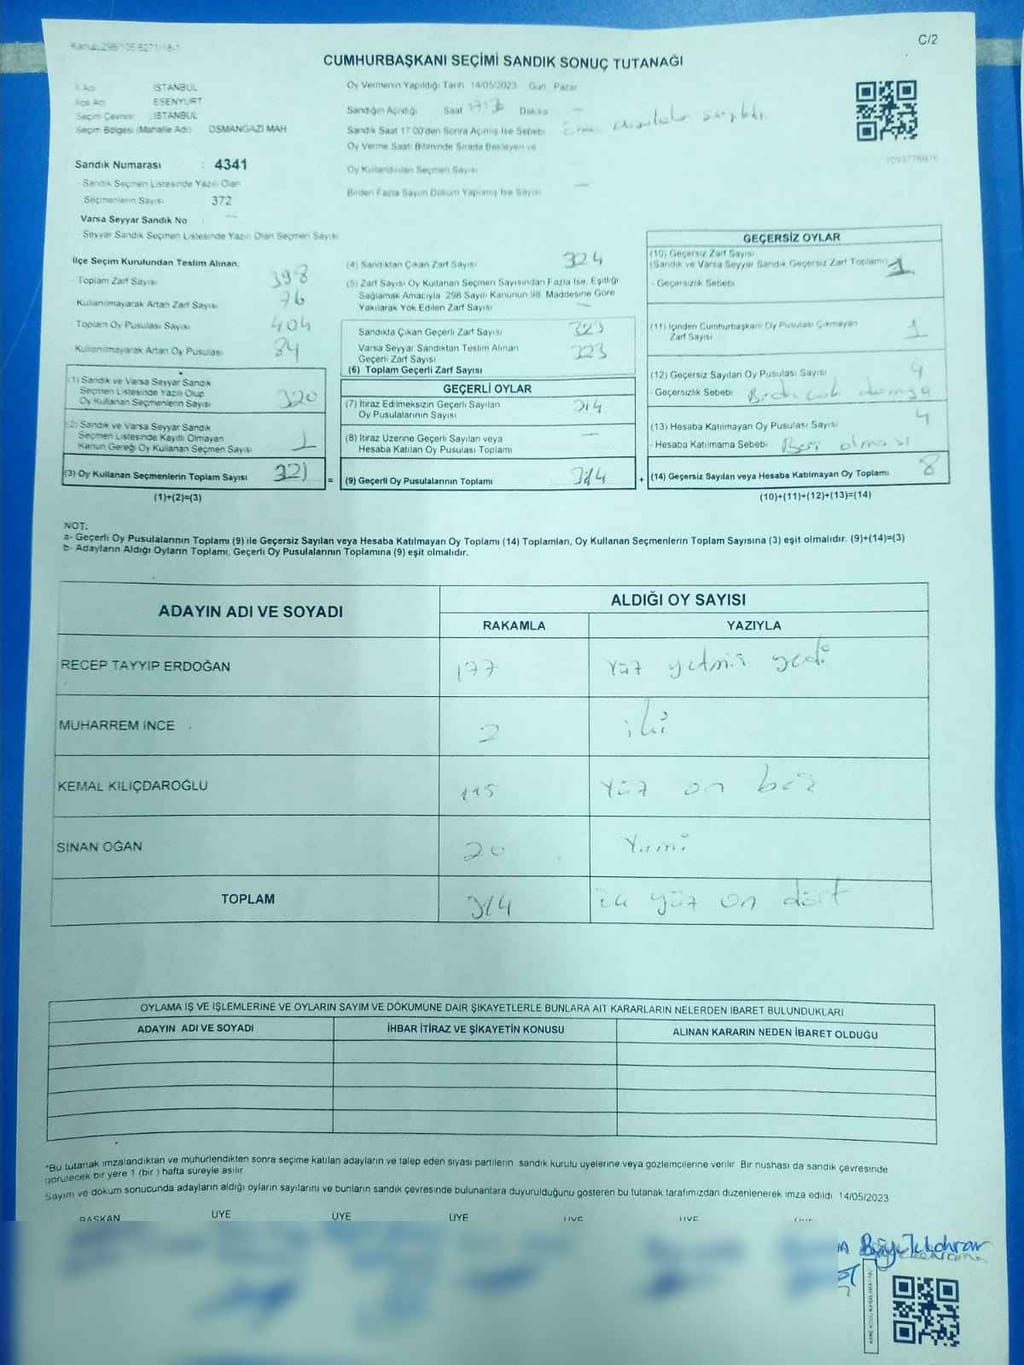 C/2
CUMHURBAŞKANI SEÇİMİ SANDIK SONUÇ TUTANAĞI
İl Adı İSTANBUL
İlçe Adı ESENYURT
Seçim Çevresi İSTANBUL
Seçim Bölgesi (Mahalle Adı) OSMANGAZİ MAH
Sandık Numarası : 4341
Sandık Seçmen Listesinde Yazılı Olan
Seçmenlerin Sayısı 372
Varsa Seyyar Sandık No : —
Seyyar Sandık Seçmen Listesinde Yazılı Olan Seçmen Sayısı
Oy Vermenin Yapıldığı Tarih 14/05/2023 Gün Pazar
Sandığın Açıldığı Saat Dakika —
Sandık Saat 17:00'den Sonra Açılmış İse Sebebi
Oy Verme Saati Bitiminde Sırada Bekleyen ve
Oy Kullandırılan Seçmen Sayısı
Birden Fazla Sayım Döküm Yapılmış İse Sayısı —
İlçe Seçim Kurulundan Teslim Alınan;
Toplam Zarf Sayısı 398
Kullanılmayarak Artan Zarf Sayısı 76
Toplam Oy Pusulası Sayısı 404
Kullanılmayarak Artan Oy Pusulası 84
(1) Sandık ve Varsa Seyyar Sandık
Seçmen Listesinde Yazılı Olup
Oy Kullanan Seçmenlerin Sayısı 320
(2) Sandık ve Varsa Seyyar Sandık
Seçmen Listesinde Kayıtlı Olmayan
Kanun Gereği Oy Kullanan Seçmen Sayısı 1
(3) Oy Kullanan Seçmenlerin Toplam Sayısı 321 =
(1)+(2)=(3)
(4) Sandıktan Çıkan Zarf Sayısı 324
(5) Zarf Sayısı Oy Kullanan Seçmen Sayısından Fazla İse, Eşitliği
Sağlamak Amacıyla 298 Sayılı Kanunun 98. Maddesine Göre
Yakılarak Yok Edilen Zarf Sayısı —
Sandıkta Çıkan Geçerli Zarf Sayısı 323
Varsa Seyyar Sandıktan Teslim Alınan
Geçerli Zarf Sayısı 323
(6) Toplam Geçerli Zarf Sayısı
GEÇERLİ OYLAR
(7) İtiraz Edilmeksizin Geçerli Sayılan
Oy Pusulalarının Sayısı 314
(8) İtiraz Üzerine Geçerli Sayılan veya
Hesaba Katılan Oy Pusulası Toplamı —
(9) Geçerli Oy Pusulalarının Toplamı 314 +
GEÇERSİZ OYLAR
(10) Geçersiz Zarf Sayısı
(Sandık ve Varsa Seyyar Sandık Geçersiz Zarf Toplamı) 1
- Geçersizlik Sebebi
(11) İçinden Cumhurbaşkanı Oy Pusulası Çıkmayan
Zarf Sayısı 1
(12) Geçersiz Sayılan Oy Pusulası Sayısı 4
- Geçersizlik Sebebi
(13) Hesaba Katılmayan Oy Pusulası Sayısı 4
- Hesaba Katılmama Sebebi Boş olması
(14) Geçersiz Sayılan veya Hesaba Katılmayan Oy Toplamı 8
(10)+(11)+(12)+(13)=(14)
NOT:
a- Geçerli Oy Pusulalarının Toplamı (9) ile Geçersiz Sayılan veya Hesaba Katılmayan Oy Toplamı (14) Toplamları, Oy Kullanan Seçmenlerin Toplam Sayısına (3) eşit olmalıdır. (9)+(14)=(3)
b- Adayların Aldığı Oyların Toplamı, Geçerli Oy Pusulalarının Toplamına (9) eşit olmalıdır.
ADAYIN ADI VE SOYADI ALDIĞI OY SAYISI
RAKAMLA YAZIYLA
RECEP TAYYİP ERDOĞAN 177 Yüz yetmiş yedi
MUHARREM İNCE 2 iki
KEMAL KILIÇDAROĞLU 115 Yüz on beş
SİNAN OĞAN 20 Yirmi
TOPLAM 314 üç yüz on dört
OYLAMA İŞ VE İŞLEMLERİNE VE OYLARIN SAYIM VE DÖKÜMÜNE DAİR ŞİKAYETLERLE BUNLARA AİT KARARLARIN NELERDEN İBARET BULUNDUKLARI
ADAYIN ADI VE SOYADI İHBAR İTİRAZ VE ŞİKAYETİN KONUSU ALINAN KARARIN NEDEN İBARET OLDUĞU
*Bu tutanak imzalandıktan ve mühürlendikten sonra seçime katılan adayların ve talep eden siyasi partilerin sandık kurulu üyelerine veya gözlemcilerine verilir. Bir nüshası da sandık çevresinde
görülecek bir yere 1 (bir) hafta süreyle asılır
Sayım ve döküm sonucunda adayların aldığı oyların sayılarını ve bunların sandık çevresinde bulunanlara duyurulduğunu gösteren bu tutanak tarafımızdan düzenlenerek imza edildi 14/05/2023
BAŞKAN ÜYE ÜYE ÜYE ÜYE ÜYE